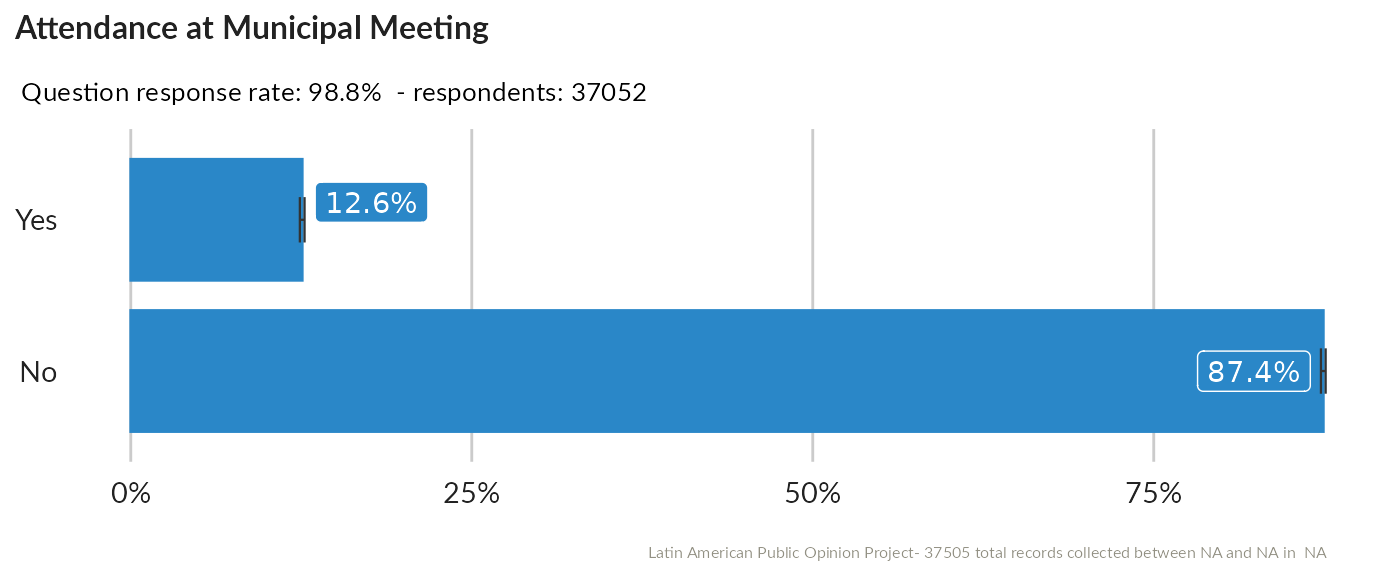 Attendance at Municipal Meeting
Question response rate: 98.8%  - respondents: 37052
Yes
12.6%
No
87.4%
0%
25%
50%
75%
Latin American Public Opinion Project- 37505 total records collected between NA and NA in  NA